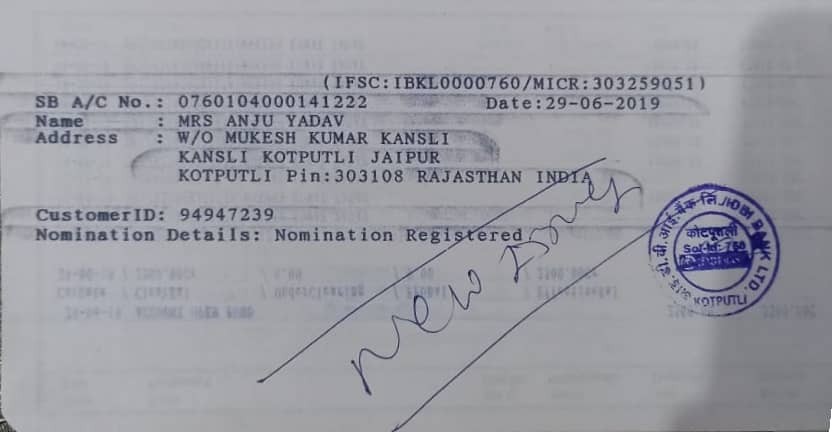 (IFSC:IBKL0000760/MICR:303259051)
SB A/C No.: 0760104000141222 Date:29-06-2019
Name : MRS ANJU YADAV
Address : W/O MUKESH KUMAR KANSLI
KANSLI KOTPUTLI JAIPUR
KOTPUTLI Pin:303108 RAJASTHAN INDIA
CustomerID: 94947239
Nomination Details: Nomination Registered
New
आई.डी.बी.आई. बैंक लि./IDBI BANK LTD.
कोटपूतली
Sol-Id: 760
KOTPUTLI